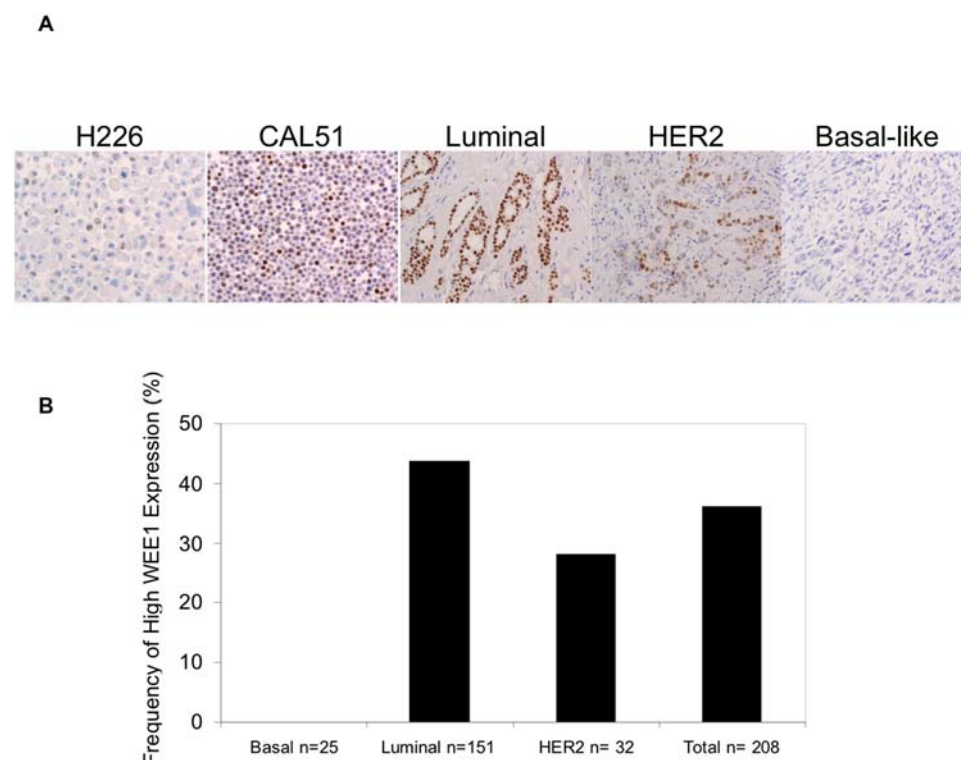 A
H226 CAL51 Luminal HER2 Basal-like
B
Frequency of High WEE1 Expression (%)
50
40
30
20
10
0
Basal n=25 Luminal n=151 HER2 n= 32 Total n= 208